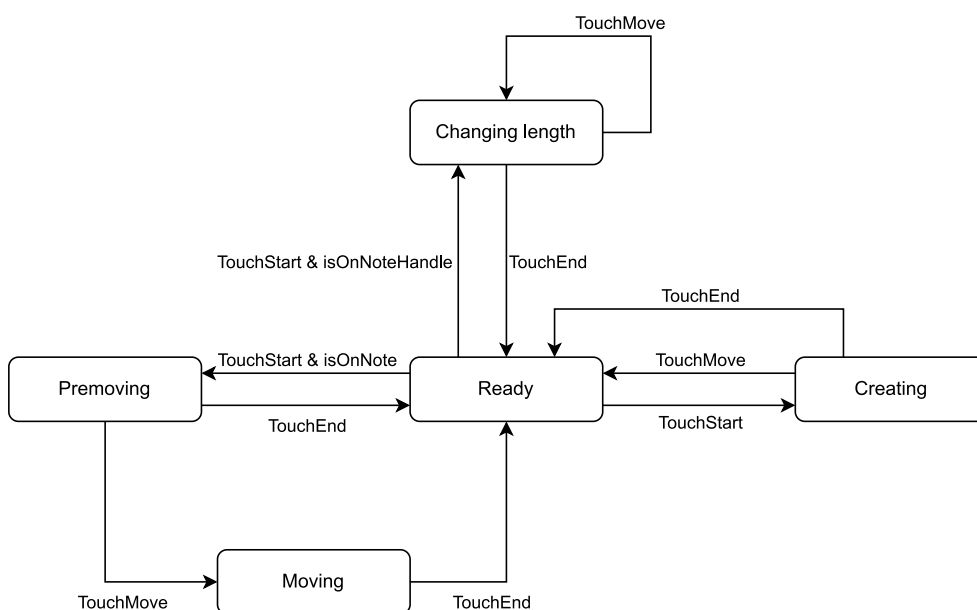 TouchMove
Changing length
TouchStart & isOnNoteHandle
TouchEnd
TouchEnd
TouchStart & isOnNote
TouchMove
Premoving
Ready
Creating
TouchEnd
TouchStart
Moving
TouchMove
TouchEnd